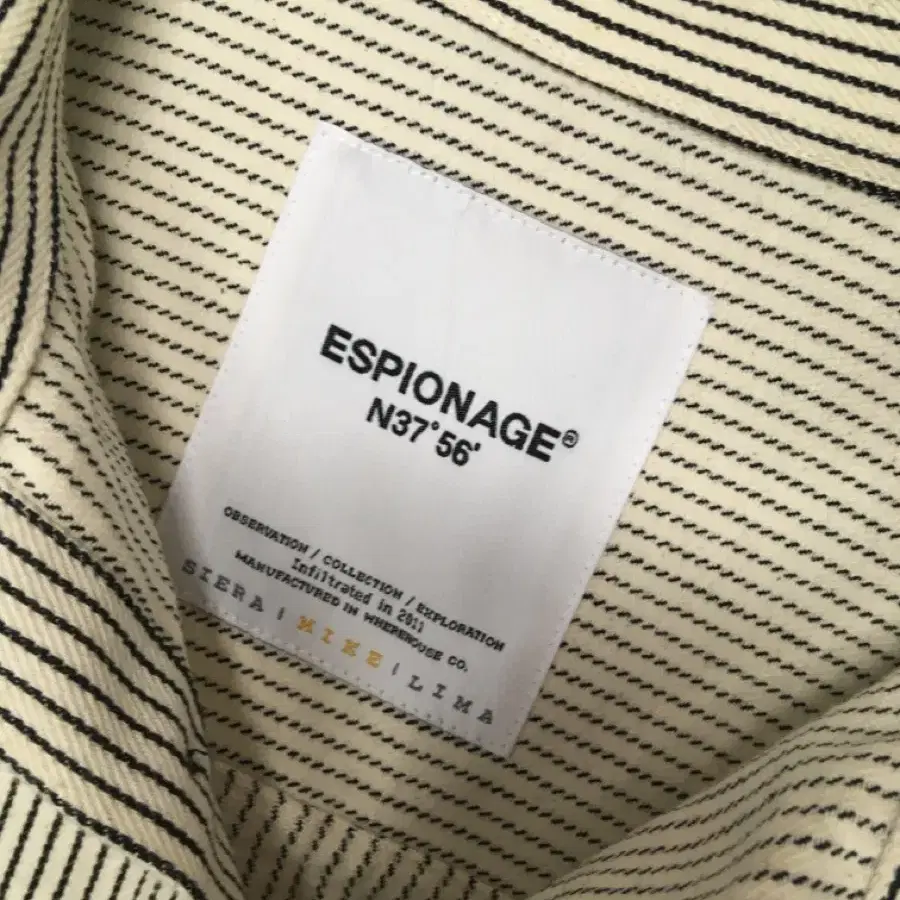 ESPIONAGE®
N37°56'
OBSERVATION / COLLECTION / EXPLORATION
Infiltrated in 2011
MANUFACTURED IN WHEREHOUSE CO.
SIERA | MIKE | LIMA